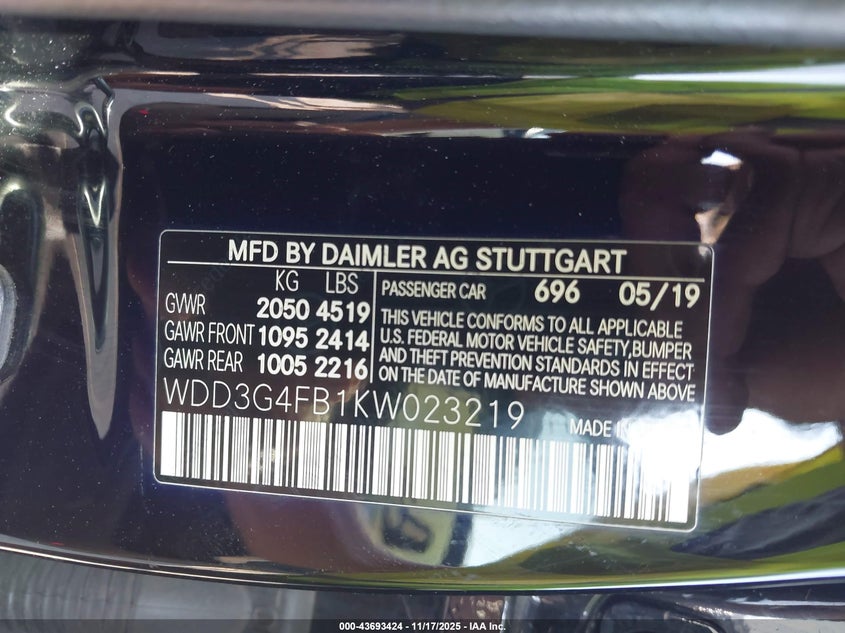 MFD BY DAIMLER AG STUTTGART
KG LBS
GVWR 2050 4519
GAWR FRONT 1095 2414
GAWR REAR 1005 2216
PASSENGER CAR 696 05/19
THIS VEHICLE CONFORMS TO ALL APPLICABLE
U.S. FEDERAL MOTOR VEHICLE SAFETY,BUMPER
AND THEFT PREVENTION STANDARDS IN EFFECT
ON THE DATE OF MANUFACTURE SHOWN ABOVE
WDD3G4FB1KW023219
MADE IN
000-43693424 - 11/17/2025 - IAA Inc.